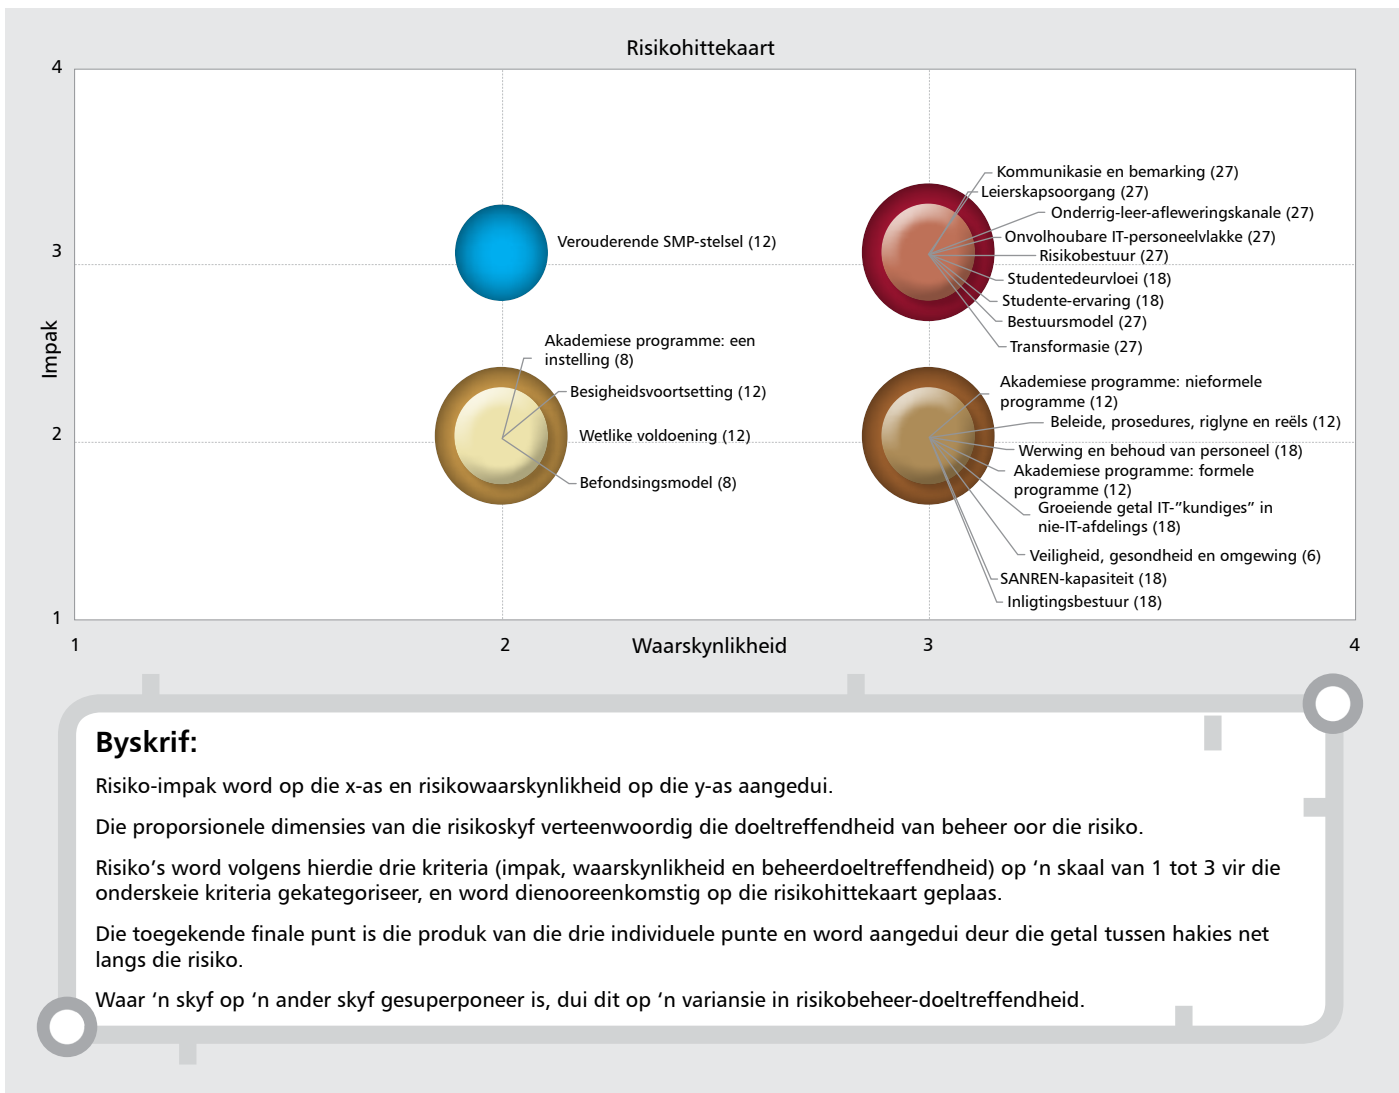 Risikohittekaart
4
3
2
1
Impak
1
2
Waarskynlikheid
3
4
Verouderende SMP-stelsel (12)
Kommunikasie en bemarking (27)
Leierskapsoorgang (27)
Onderrig-leer-afleweringskanale (27)
Onvolhoubare IT-personeelvlakke (27)
Risikobestuur (27)
Studentedeurvloei (18)
Studente-ervaring (18)
Bestuursmodel (27)
Transformasie (27)
Akademiese programme: een
instelling (8)
Besigheidsvoortsetting (12)
Wetlike voldoening (12)
Befondsingsmodel (8)
Akademiese programme: nieformele
programme (12)
Beleide, prosedures, riglyne en reëls (12)
Werwing en behoud van personeel (18)
Akademiese programme: formele
programme (12)
Groeiende getal IT-”kundiges” in
nie-IT-afdelings (18)
Veiligheid, gesondheid en omgewing (6)
SANREN-kapasiteit (18)
Inligtingsbestuur (18)
Byskrif:
Risiko-impak word op die x-as en risikowaarskynlikheid op die y-as aangedui.
Die proporsionele dimensies van die risikoskyf verteenwoordig die doeltreffendheid van beheer oor die risiko.
Risiko’s word volgens hierdie drie kriteria (impak, waarskynlikheid en beheerdoeltreffendheid) op ‘n skaal van 1 tot 3 vir die
onderskeie kriteria gekategoriseer, en word dienooreenkomstig op die risikohittekaart geplaas.
Die toegekende finale punt is die produk van die drie individuele punte en word aangedui deur die getal tussen hakies net
langs die risiko.
Waar ‘n skyf op ‘n ander skyf gesuperponeer is, dui dit op ‘n variansie in risikobeheer-doeltreffendheid.